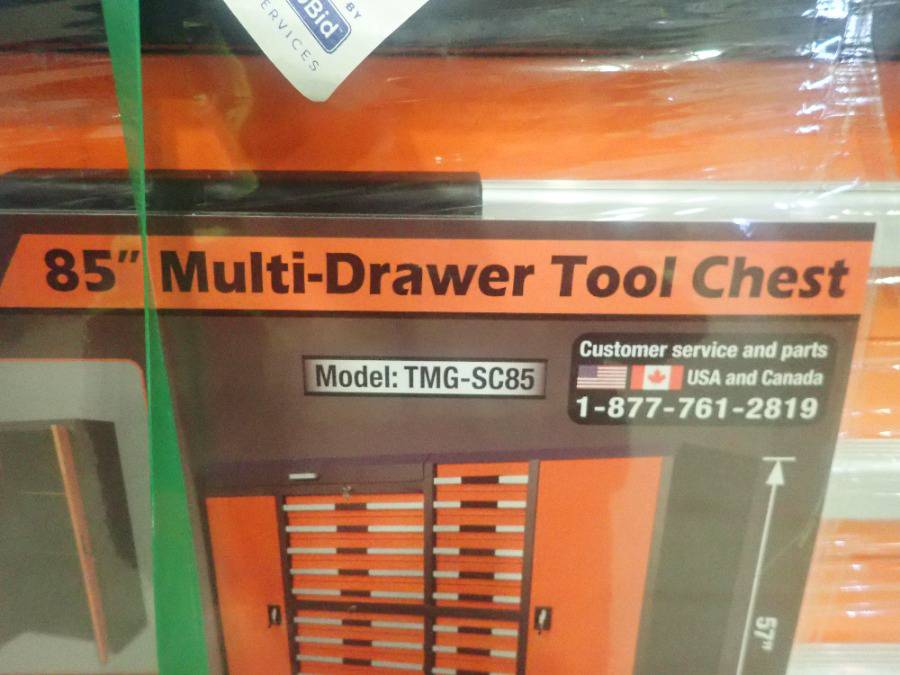 BY
Bid
SERVICES
85" Multi-Drawer Tool Chest
Model: TMG-SC85
Customer service and parts
USA and Canada
1-877-761-2819
57"